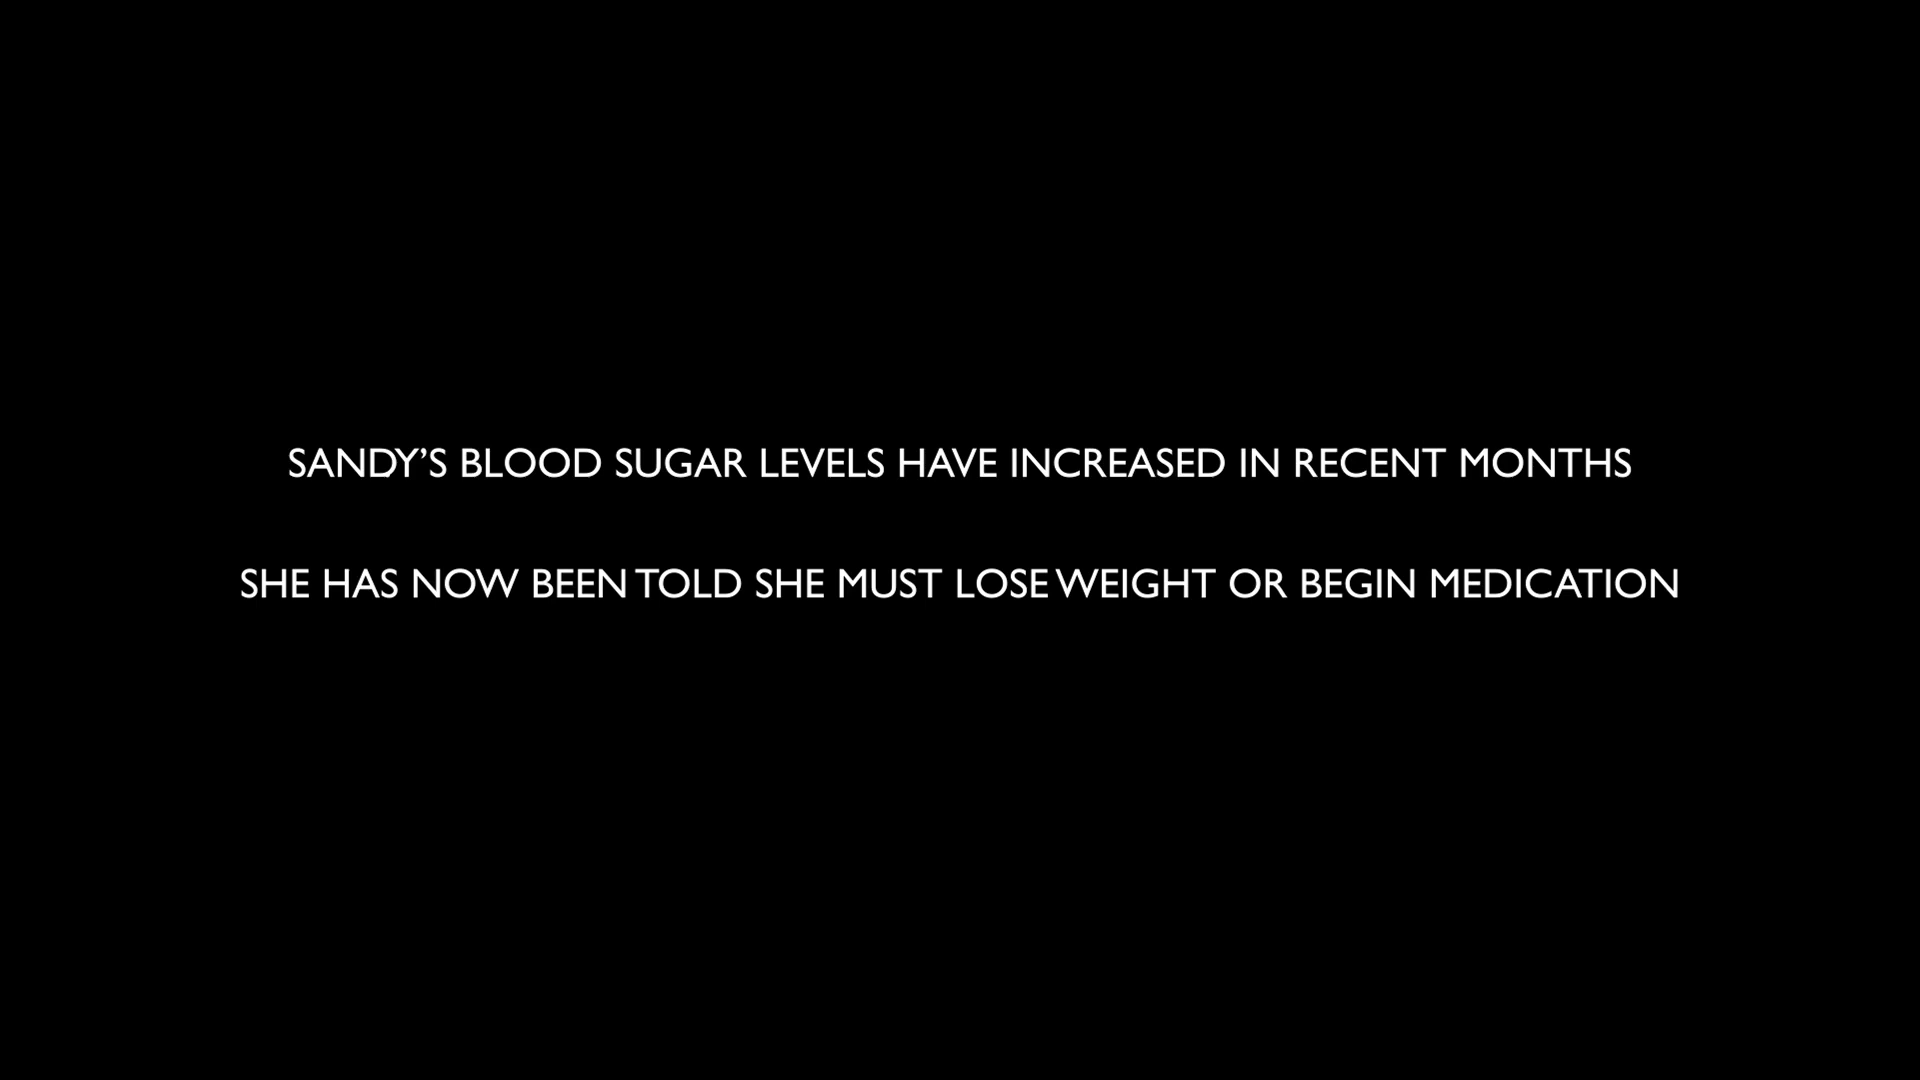 SANDY’S BLOOD SUGAR LEVELS HAVE INCREASED IN RECENT MONTHS
SHE HAS NOW BEEN TOLD SHE MUST LOSE WEIGHT OR BEGIN MEDICATION